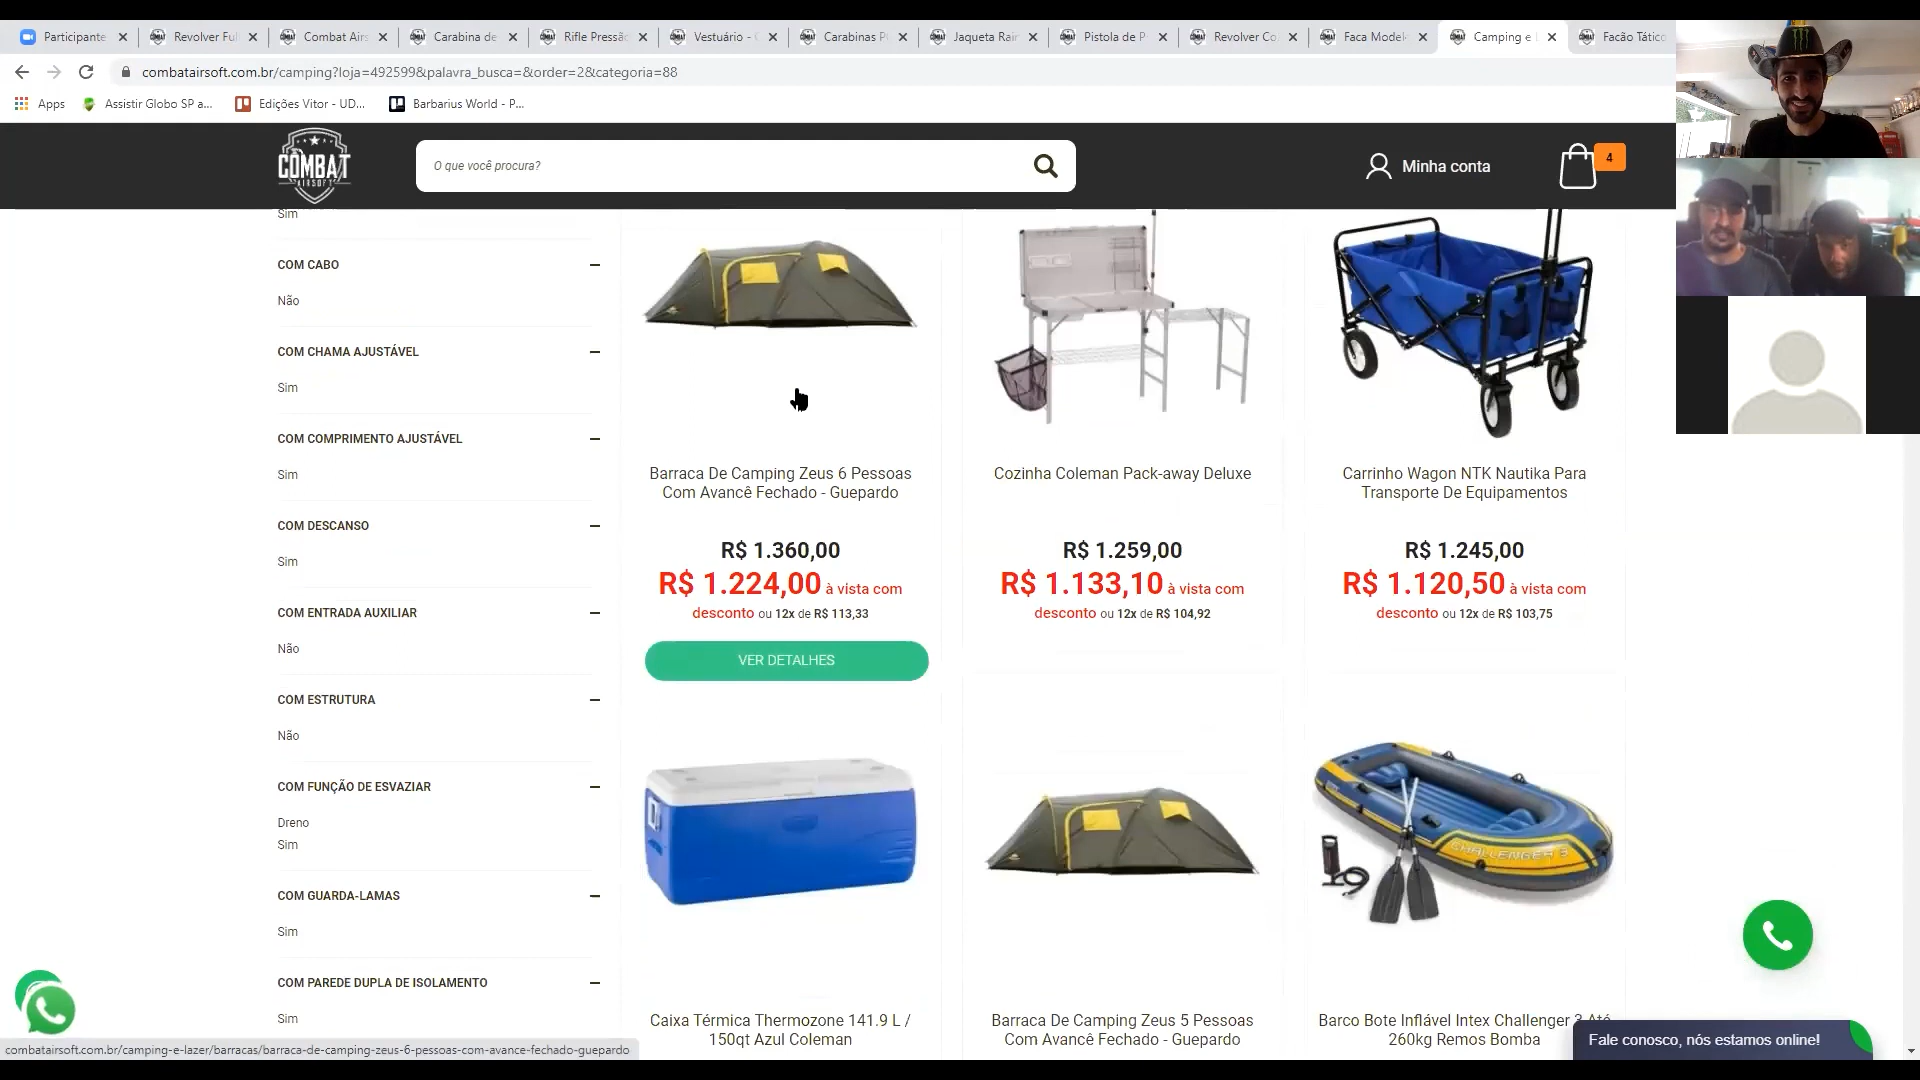 Participante
Revolver Ful
Combat Airs
Carabina de
Rifle Pressão
Vestuário - C
Carabinas P
Jaqueta Rain
Pistola de P
Revolver Co
Faca Model
Camping e L
Facão Tático
combatairsoft.com.br/camping?loja=492599&palavra_busca=&order=2&categoria=88
Apps
Assistir Globo SP a...
Edições Vitor - UD...
Barbarius World - P...
COMBAT
AIRSOFT
O que você procura?
Minha conta
4
Sim
COM CABO
Não
COM CHAMA AJUSTÁVEL
Sim
COM COMPRIMENTO AJUSTÁVEL
Sim
COM DESCANSO
Sim
COM ENTRADA AUXILIAR
Não
COM ESTRUTURA
Não
COM FUNÇÃO DE ESVAZIAR
Dreno
Sim
COM GUARDA-LAMAS
Sim
COM PAREDE DUPLA DE ISOLAMENTO
Sim
Barraca De Camping Zeus 6 Pessoas
Com Avancê Fechado - Guepardo
R$ 1.360,00
R$ 1.224,00 à vista com
desconto ou 12x de R$ 113,33
VER DETALHES
Cozinha Coleman Pack-away Deluxe
R$ 1.259,00
R$ 1.133,10 à vista com
desconto ou 12x de R$ 104,92
Carrinho Wagon NTK Nautika Para
Transporte De Equipamentos
R$ 1.245,00
R$ 1.120,50 à vista com
desconto ou 12x de R$ 103,75
CHALLENGER 3
Caixa Térmica Thermozone 141.9 L /
150qt Azul Coleman
Barraca De Camping Zeus 5 Pessoas
Com Avancê Fechado - Guepardo
Barco Bote Inflável Intex Challenger 3 Até
260kg Remos Bomba
Fale conosco, nós estamos online!
combatairsoft.com.br/camping-e-lazer/barracas/barraca-de-camping-zeus-6-pessoas-com-avance-fechado-guepardo